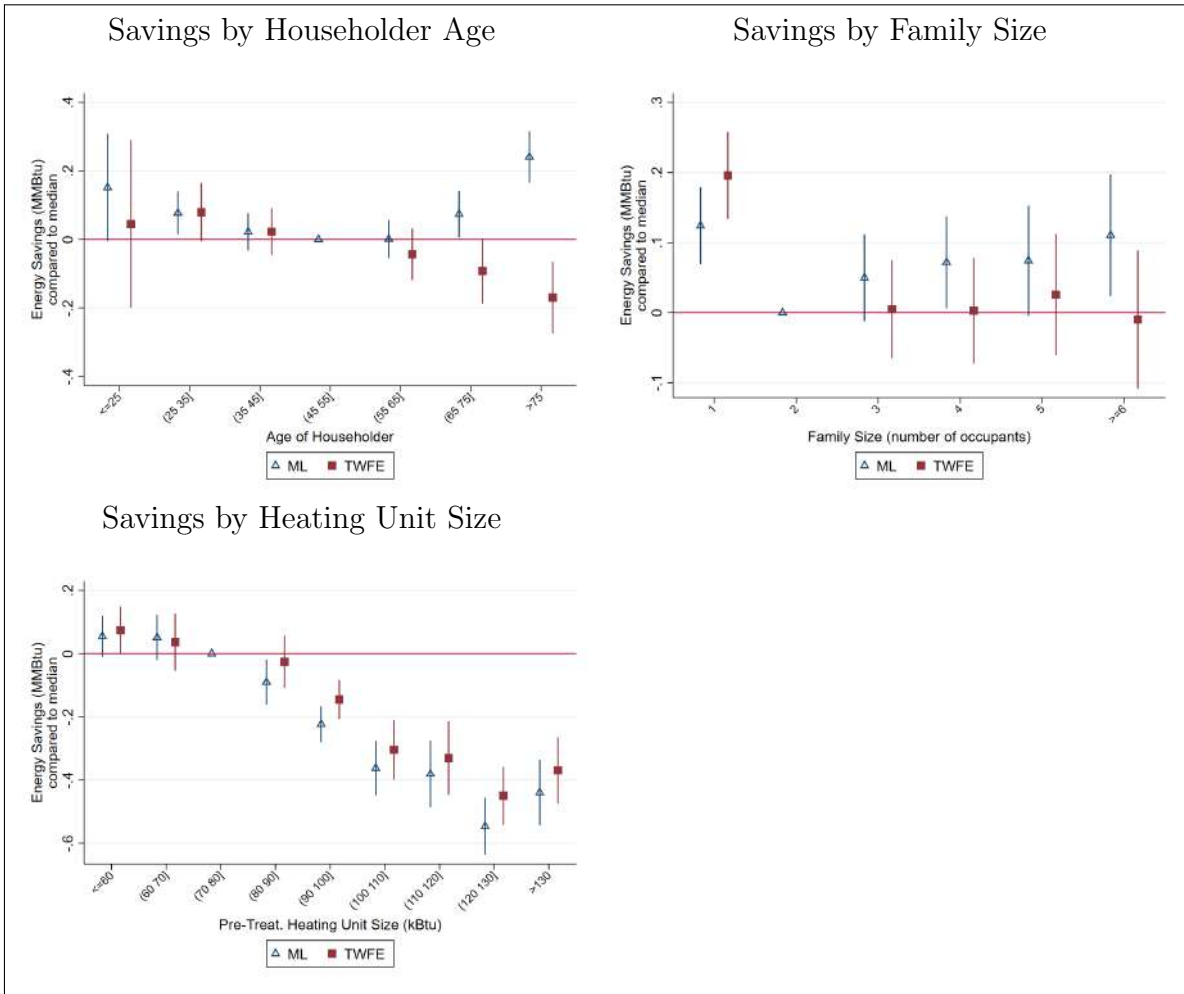 Savings by Householder Age
Energy Savings (MMBtu)
compared to median
.4
.2
0
-.2
-.4
<=25
(25 35]
(35 45]
(45 55]
(55 65]
(65 75]
>75
Age of Householder
ML TWFE
Savings by Family Size
Energy Savings (MMBtu)
compared to median
.3
.2
.1
0
-.1
1
2
3
4
5
>=6
Family Size (number of occupants)
ML TWFE
Savings by Heating Unit Size
Energy Savings (MMBtu)
compared to median
.2
0
-.2
-.4
-.6
<=60
(60 70]
(70 80]
(80 90]
(90 100]
(100 110]
(110 120]
(120 130]
>130
Pre-Treat. Heating Unit Size (kBtu)
ML TWFE